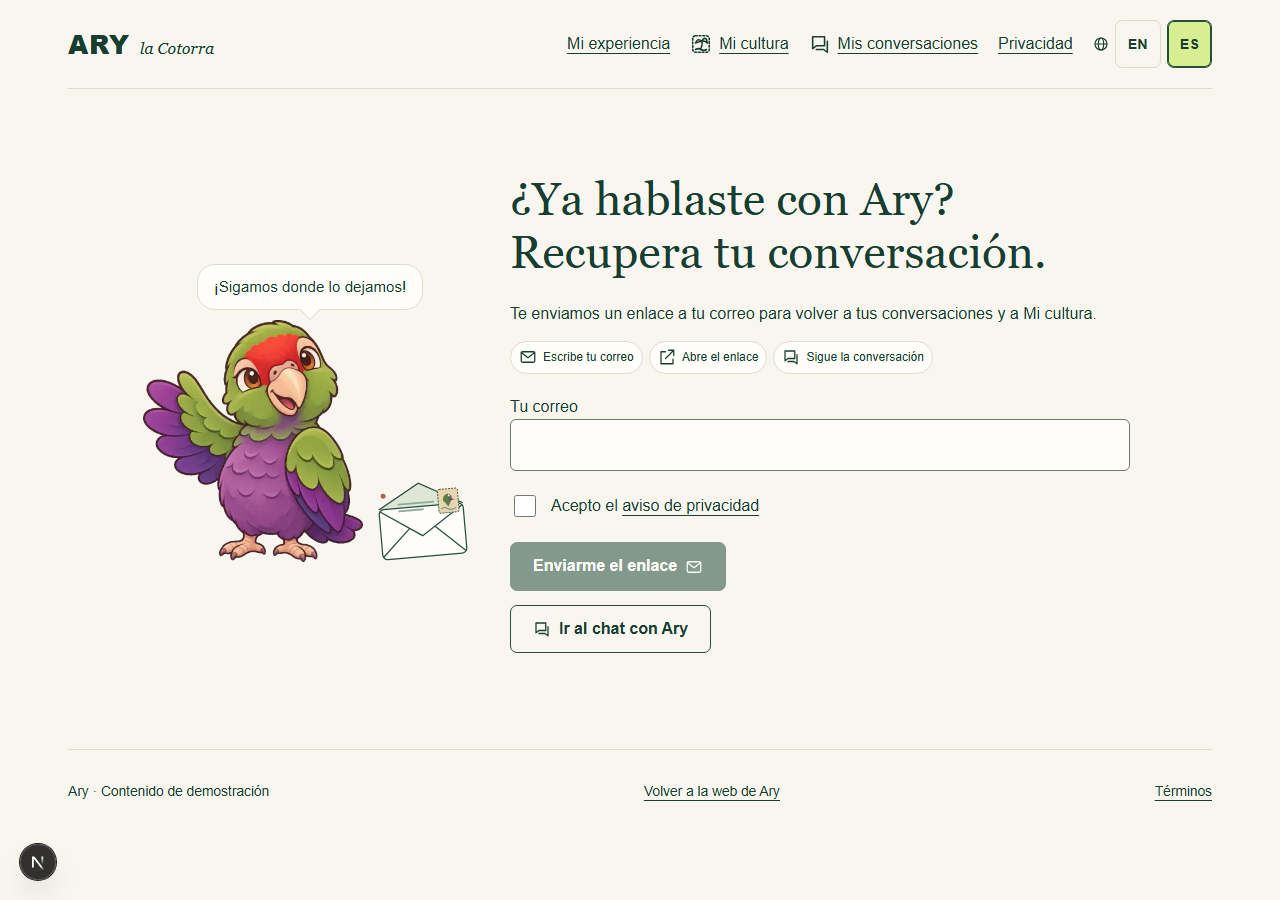 ARY la Cotorra
Mi experiencia Mi cultura Mis conversaciones Privacidad EN ES
¿Ya hablaste con Ary?
Recupera tu conversación.
¡Sigamos donde lo dejamos!
Te enviamos un enlace a tu correo para volver a tus conversaciones y a Mi cultura.
Escribe tu correo Abre el enlace Sigue la conversación
Tu correo
Acepto el aviso de privacidad
Enviarme el enlace
Ir al chat con Ary
Ary · Contenido de demostración Volver a la web de Ary Términos
N